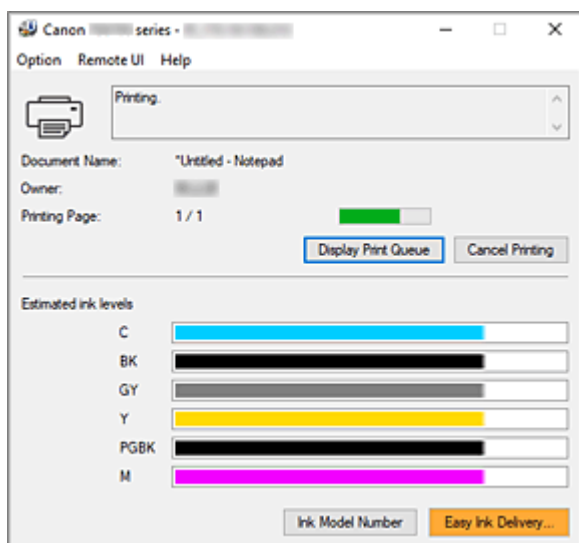 Canon series -
Option Remote UI Help
Printing.
Document Name: "Untitled - Notepad
Owner:
Printing Page: 1 / 1
Display Print Queue Cancel Printing
Estimated ink levels
C
BK
GY
Y
PGBK
M
Ink Model Number Easy Ink Delivery...